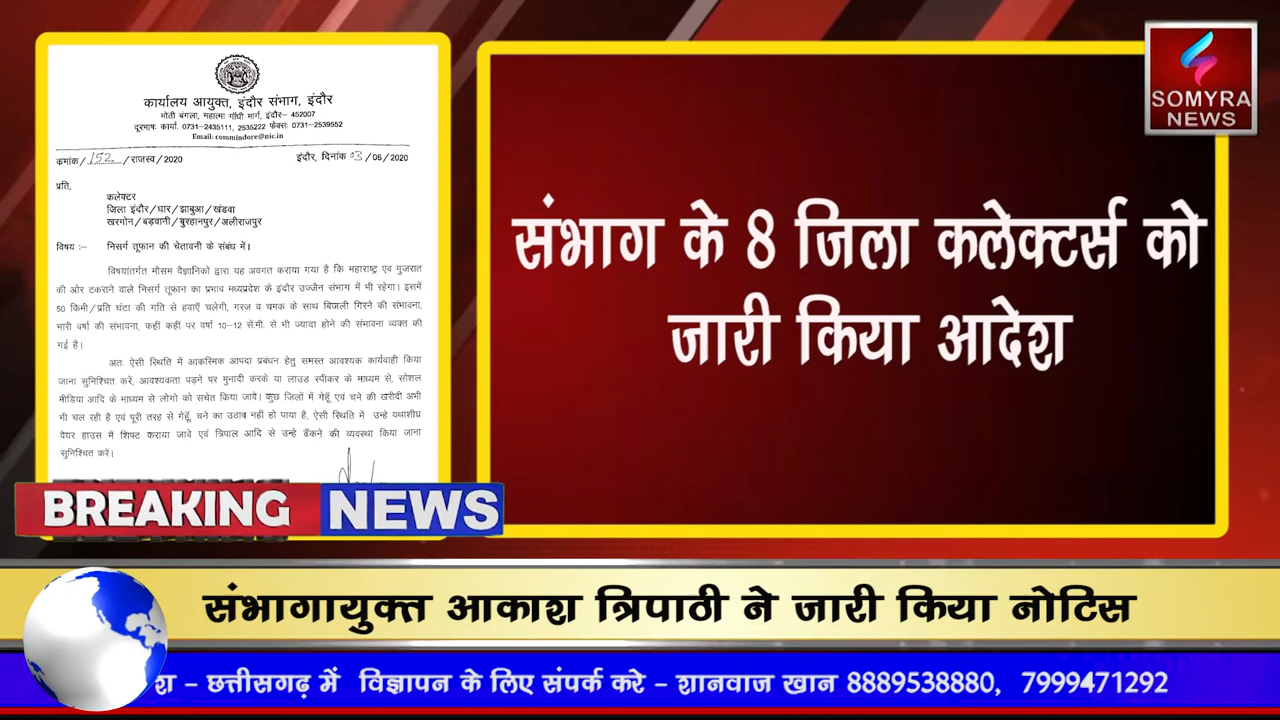 कार्यालय आयुक्त, इंदौर संभाग, इंदौर
मोती बंगला, महात्मा गाँधी मार्ग, इंदौर– 452007
दूरभाषः कार्या. 0731-2435111, 2535222 फेक्सः 0731-2539552
Email: commindore@nic.in
कमांक / 152 / राजस्व / 2020 इंदौर, दिनांक 03 / 06 / 2020
प्रति,
कलेक्टर
जिला इंदौर/धार/झाबुआ/खंडवा
खरगोन/बड़वानी/बुरहानपुर/अलीराजपुर
विषय :– निसर्ग तूफान की चेतावनी के संबंध में।
विषयांतर्गत मौसम वैज्ञानिकों द्वारा यह अवगत कराया गया है कि महाराष्ट्र एवं गुजरात
की ओर टकराने वाले निसर्ग तूफान का प्रभाव मध्यप्रदेश के इंदौर उज्जैन संभाग में भी रहेगा। इसमें
50 किमी/प्रति घंटा की गति से हवाऐं चलेगी, गरज व चमक के साथ बिजली गिरने की संभावना,
भारी वर्षा की संभावना, कहीं कहीं पर वर्षा 10–12 सें.मी. से भी ज्यादा होने की संभावना व्यक्त की
गई है।
अतः ऐसी स्थिति में आकस्मिक आपदा प्रबंधन हेतु समस्त आवश्यक कार्यवाही किया
जाना सुनिश्चित करें, आवश्यकता पड़ने पर मुनादी करके या लाउड स्पीकर के माध्यम से, सोशल
मीडिया आदि के माध्यम से लोगो को सचेत किया जावे। कुछ जिलों में गेहूँ एवं चने की खरीदी अभी
भी चल रही है एवं पूरी तरह से गेहूँ, चने का उठाव नहीं हो पाया है, ऐसी स्थिति में उन्हे यथाशीघ्र
वेयर हाउस में शिफ्ट कराया जावे एवं त्रिपाल आदि से उन्हे ढँकने की व्यवस्था किया जाना
सुनिश्चित करें।
SOMYRA
NEWS
संभाग के 8 जिला कलेक्टर्स को
जारी किया आदेश
BREAKING NEWS
संभागायुक्त आकाश त्रिपाठी ने जारी किया नोटिस
श – छत्तीसगढ़ में विज्ञापन के लिए संपर्क करे – शानवाज खान 8889538880, 7999471292